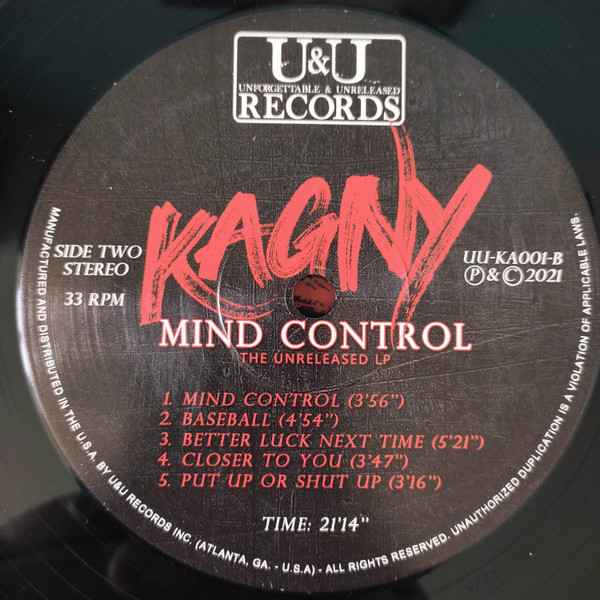 U&U
UNFORGETTABLE & UNRELEASED
RECORDS
KAGNY
SIDE TWO
STEREO
33 RPM
UU-KA001-B
Ⓟ & © 2021
MIND CONTROL
THE UNRELEASED LP
1. MIND CONTROL (3'56")
2. BASEBALL (4'54")
3. BETTER LUCK NEXT TIME (5'21")
4. CLOSER TO YOU (3'47")
5. PUT UP OR SHUT UP (3'16")
TIME: 21'14"
MANUFACTURED AND DISTRIBUTED IN THE U.S.A. BY U&U RECORDS INC. (ATLANTA, GA. - U.S.A) - ALL RIGHTS RESERVED. UNAUTHORIZED DUPLICATION IS A VIOLATION OF APPLICABLE LAWS.